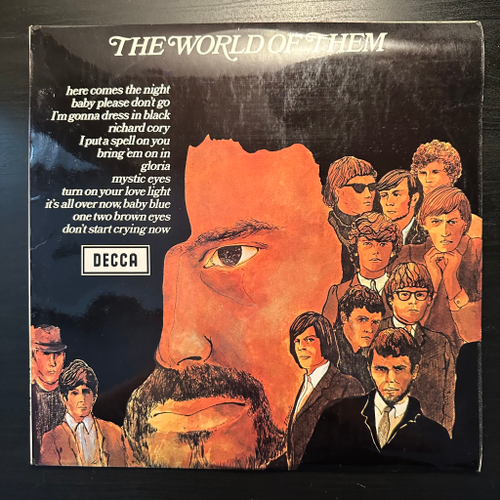 THE WORLD OF THEM
here comes the night
baby please don't go
I'm gonna dress in black
richard cory
I put a spell on you
bring 'em on in
gloria
mystic eyes
turn on your love light
it's all over now, baby blue
one two brown eyes
don't start crying now
DECCA